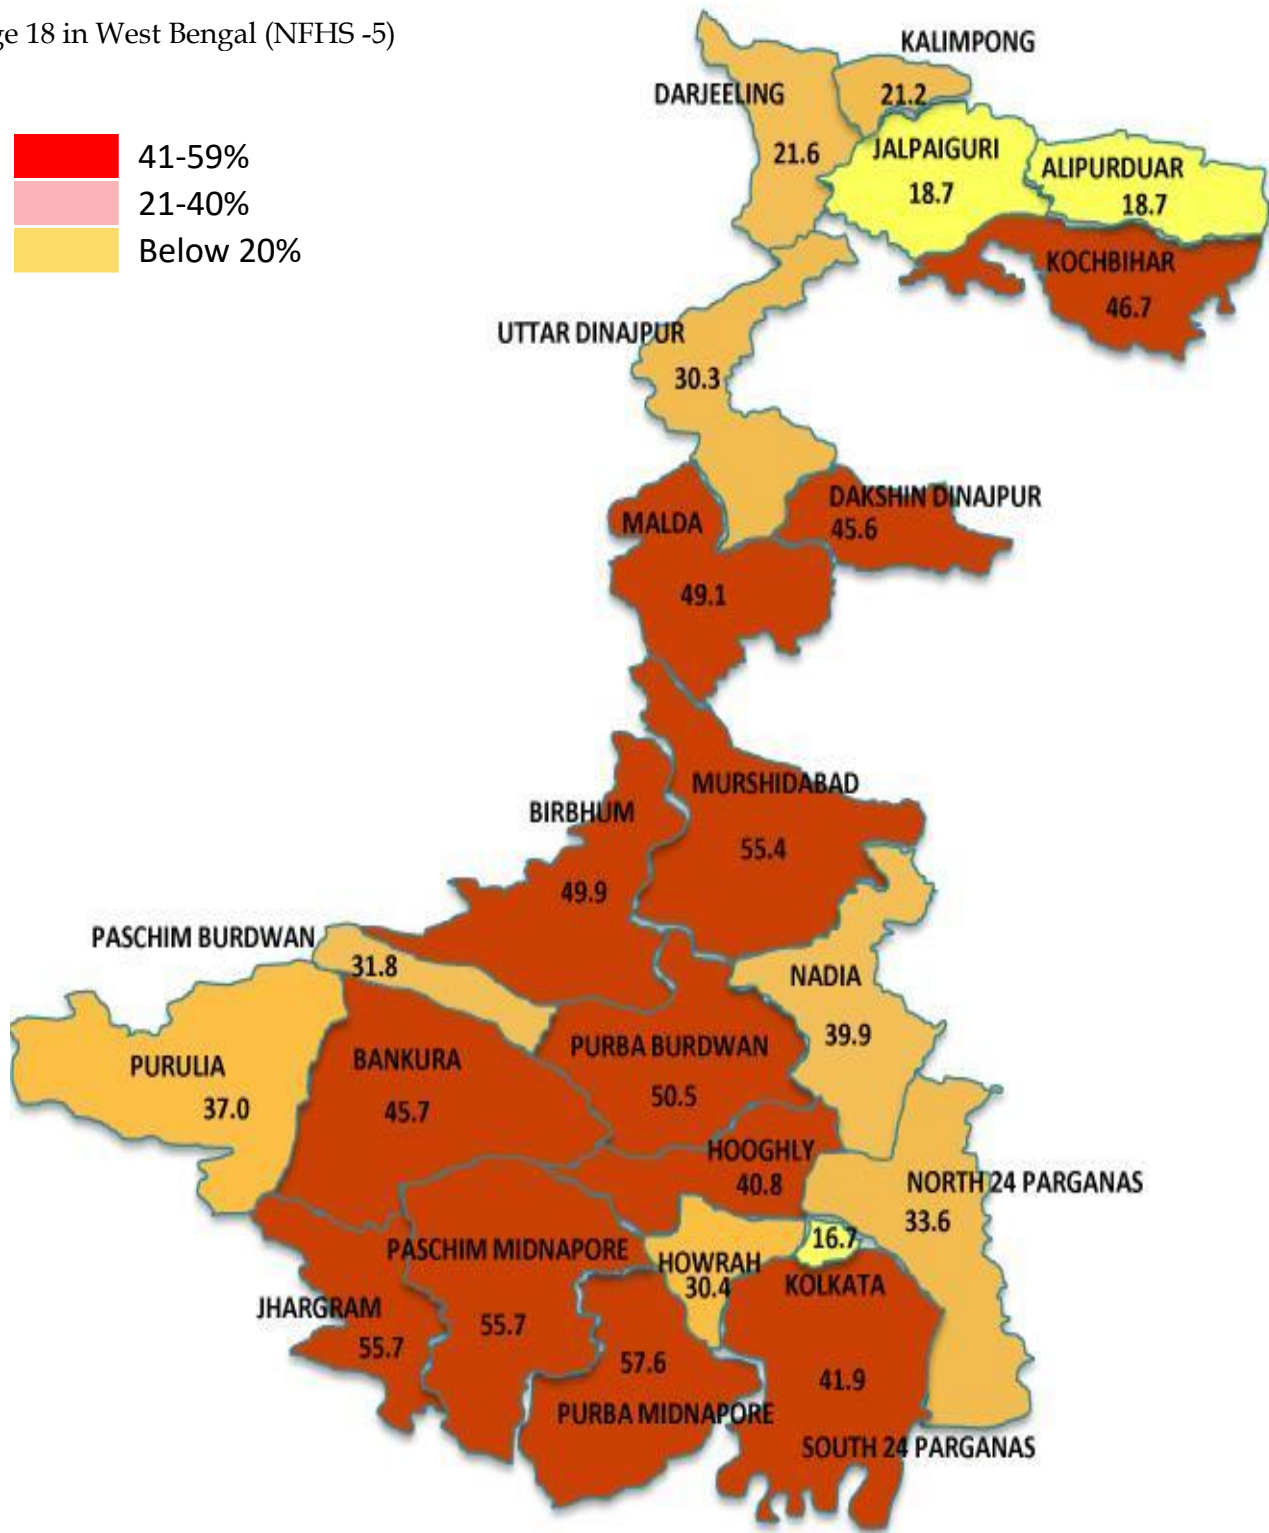 ge 18 in West Bengal (NFHS -5)
41-59%
21-40%
Below 20%
KALIMPONG
21.2
DARJEELING
21.6
JALPAIGURI
18.7
ALIPURDUAR
18.7
KOCHBIHAR
46.7
UTTAR DINAJPUR
30.3
DAKSHIN DINAJPUR
45.6
MALDA
49.1
MURSHIDABAD
55.4
BIRBHUM
49.9
PASCHIM BURDWAN
31.8
NADIA
39.9
PURULIA
37.0
BANKURA
45.7
PURBA BURDWAN
50.5
HOOGHLY
40.8
NORTH 24 PARGANAS
33.6
PASCHIM MIDNAPORE
55.7
HOWRAH
30.4
16.7
KOLKATA
JHARGRAM
55.7
57.6
PURBA MIDNAPORE
41.9
SOUTH 24 PARGANAS